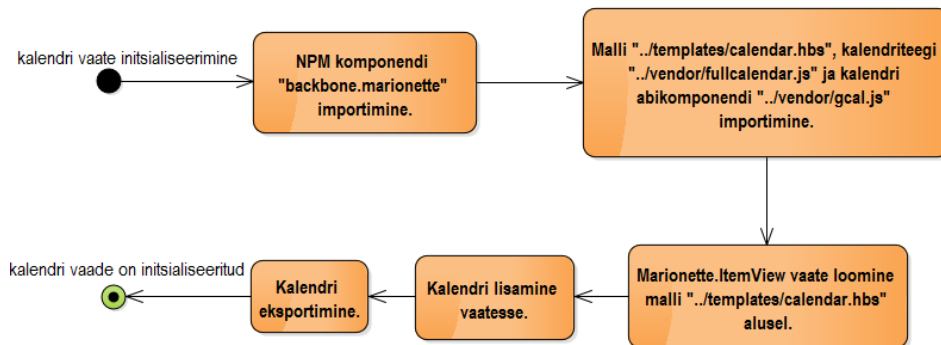 kalendri vaate initsialiseerimine
NPM komponendi
"backbone.marionette"
importimine.
Malli "../templates/calendar.hbs", kalendriteegi
"../vendor/fullcalendar.js" ja kalendri
abikomponendi "../vendor/gcal.js"
importimine.
kalendri vaade on initsialiseeritud
Kalendri
eksportimine.
Kalendri lisamine
vaatesse.
Marionette.ItemView vaate loomine
malli "../templates/calendar.hbs"
alusel.